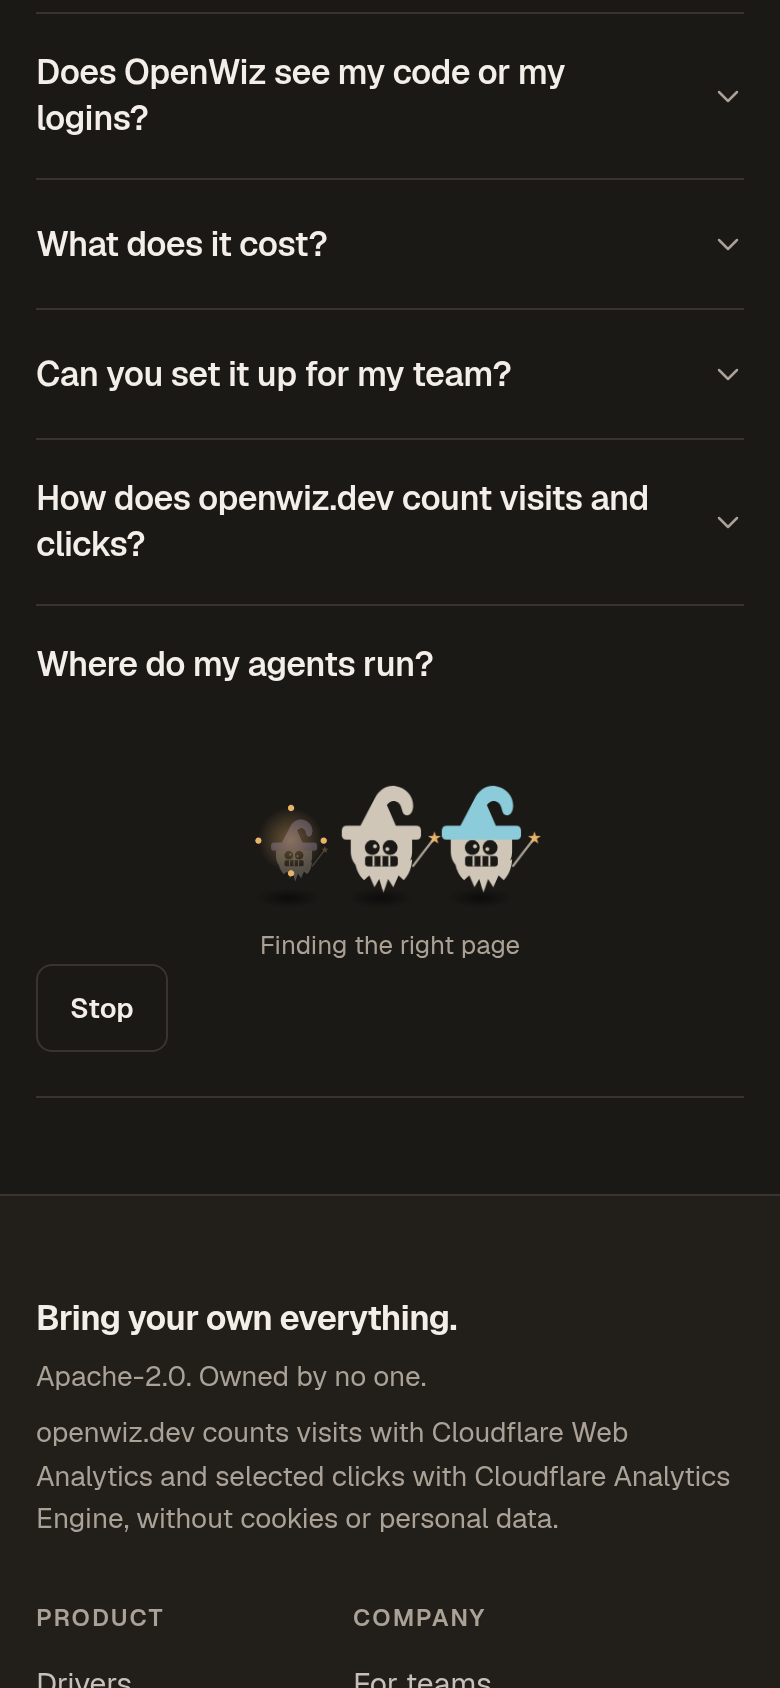 Does OpenWiz see my code or my
logins?
What does it cost?
Can you set it up for my team?
How does openwiz.dev count visits and
clicks?
Where do my agents run?
Finding the right page
Stop
Bring your own everything.
Apache-2.0. Owned by no one.
openwiz.dev counts visits with Cloudflare Web
Analytics and selected clicks with Cloudflare Analytics
Engine, without cookies or personal data.
PRODUCT
COMPANY
Drivers
For teams